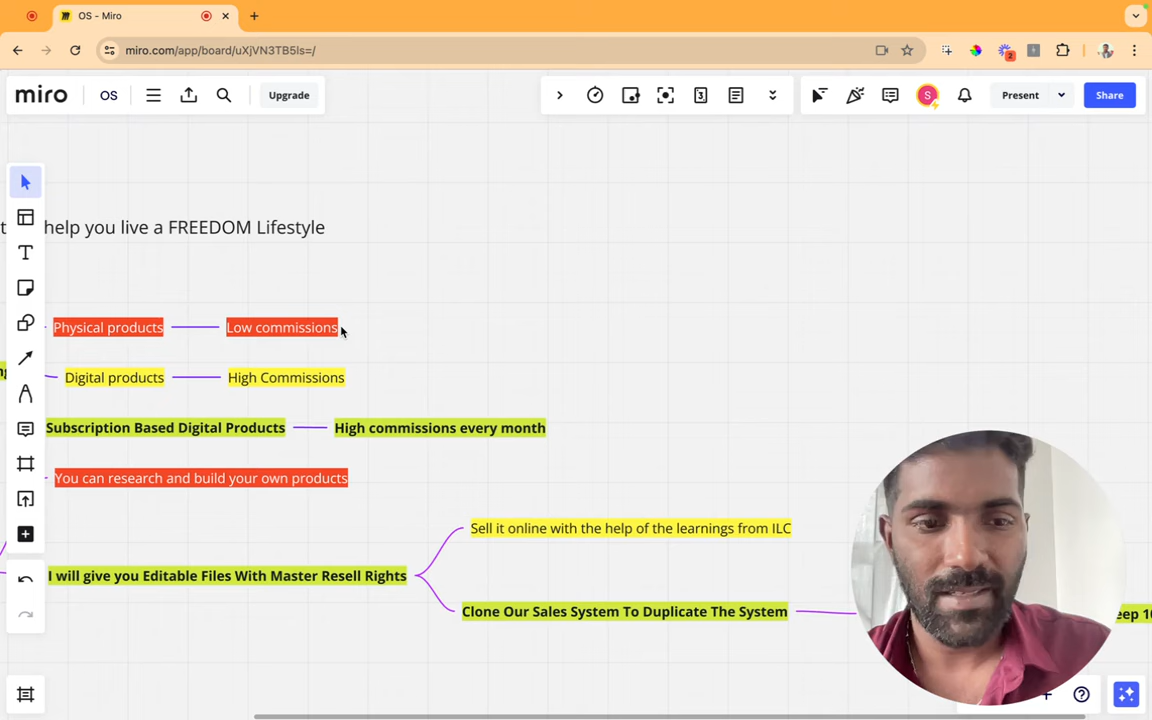 OS - Miro
miro.com/app/board/uXjVN3TB5ls=/
2
miro
OS
Upgrade
3
S
Present
Share
help you live a FREEDOM Lifestyle
Physical products
Low commissions
Digital products
High Commissions
Subscription Based Digital Products
High commissions every month
You can research and build your own products
Sell it online with the help of the learnings from ILC
I will give you Editable Files With Master Resell Rights
Clone Our Sales System To Duplicate The System